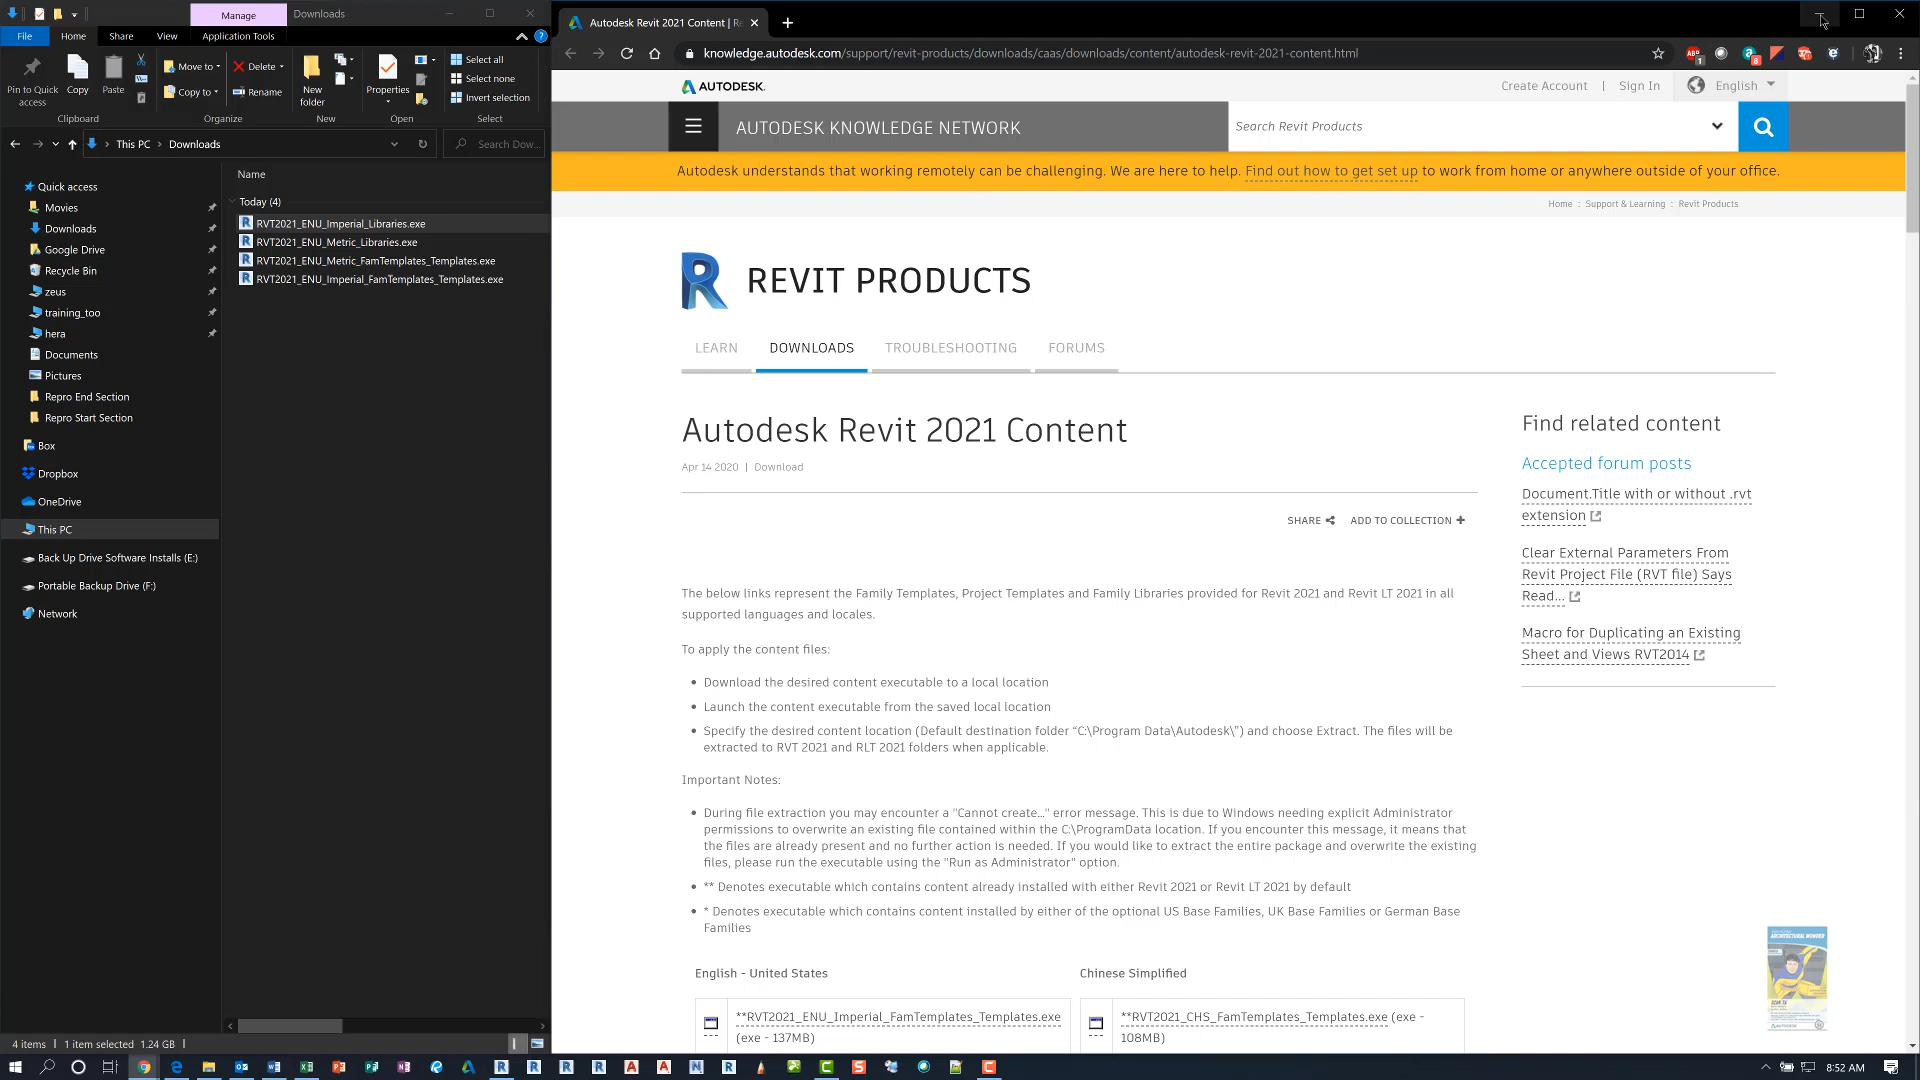 Manage
Downloads
File
Home
Share
View
Application Tools
Pin to Quick
access
Copy
Paste
Move to
Copy to
Delete
Rename
New
folder
Properties
Select all
Select none
Invert selection
Clipboard
Organize
New
Open
Select
This PC > Downloads
Search Dow...
Quick access
Movies
Downloads
Google Drive
Recycle Bin
zeus
training_too
hera
Documents
Pictures
Repro End Section
Repro Start Section
Box
Dropbox
OneDrive
This PC
Back Up Drive Software Installs (E:)
Portable Backup Drive (F:)
Network
Name
Today (4)
RVT2021_ENU_Imperial_Libraries.exe
RVT2021_ENU_Metric_Libraries.exe
RVT2021_ENU_Metric_FamTemplates_Templates.exe
RVT2021_ENU_Imperial_FamTemplates_Templates.exe
4 items
1 item selected 1.24 GB
Autodesk Revit 2021 Content | R
knowledge.autodesk.com/support/revit-products/downloads/caas/downloads/content/autodesk-revit-2021-content.html
AUTODESK.
Create Account | Sign In
English
AUTODESK KNOWLEDGE NETWORK
Search Revit Products
Autodesk understands that working remotely can be challenging. We are here to help. Find out how to get set up to work from home or anywhere outside of your office.
Home : Support & Learning : Revit Products
REVIT PRODUCTS
LEARN
DOWNLOADS
TROUBLESHOOTING
FORUMS
Autodesk Revit 2021 Content
Apr 14 2020 | Download
SHARE
ADD TO COLLECTION +
The below links represent the Family Templates, Project Templates and Family Libraries provided for Revit 2021 and Revit LT 2021 in all
supported languages and locales.
To apply the content files:
• Download the desired content executable to a local location
• Launch the content executable from the saved local location
• Specify the desired content location (Default destination folder “C:\Program Data\Autodesk\”) and choose Extract. The files will be
extracted to RVT 2021 and RLT 2021 folders when applicable.
Important Notes:
• During file extraction you may encounter a "Cannot create..." error message. This is due to Windows needing explicit Administrator
permissions to overwrite an existing file contained within the C:\ProgramData location. If you encounter this message, it means that
the files are already present and no further action is needed. If you would like to extract the entire package and overwrite the existing
files, please run the executable using the "Run as Administrator" option.
• ** Denotes executable which contains content already installed with either Revit 2021 or Revit LT 2021 by default
• * Denotes executable which contains content installed by either of the optional US Base Families, UK Base Families or German Base
Families
English - United States
**RVT2021_ENU_Imperial_FamTemplates_Templates.exe
(exe - 137MB)
Chinese Simplified
**RVT2021_CHS_FamTemplates_Templates.exe (exe -
108MB)
Find related content
Accepted forum posts
Document.Title with or without .rvt
extension
Clear External Parameters From
Revit Project File (RVT file) Says
Read...
Macro for Duplicating an Existing
Sheet and Views RVT2014
ARCHITECTURAL WONDER
AUTODESK
8:52 AM